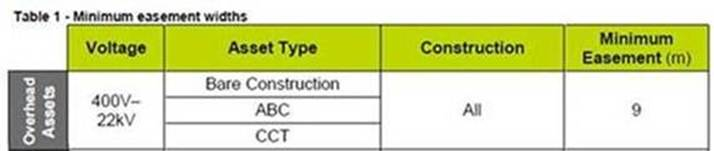 Table 1 - Minimum easement widths
Voltage Asset Type Construction Minimum Easement (m)
Overhead Assets
400V–22kV
Bare Construction
ABC
CCT
All
9